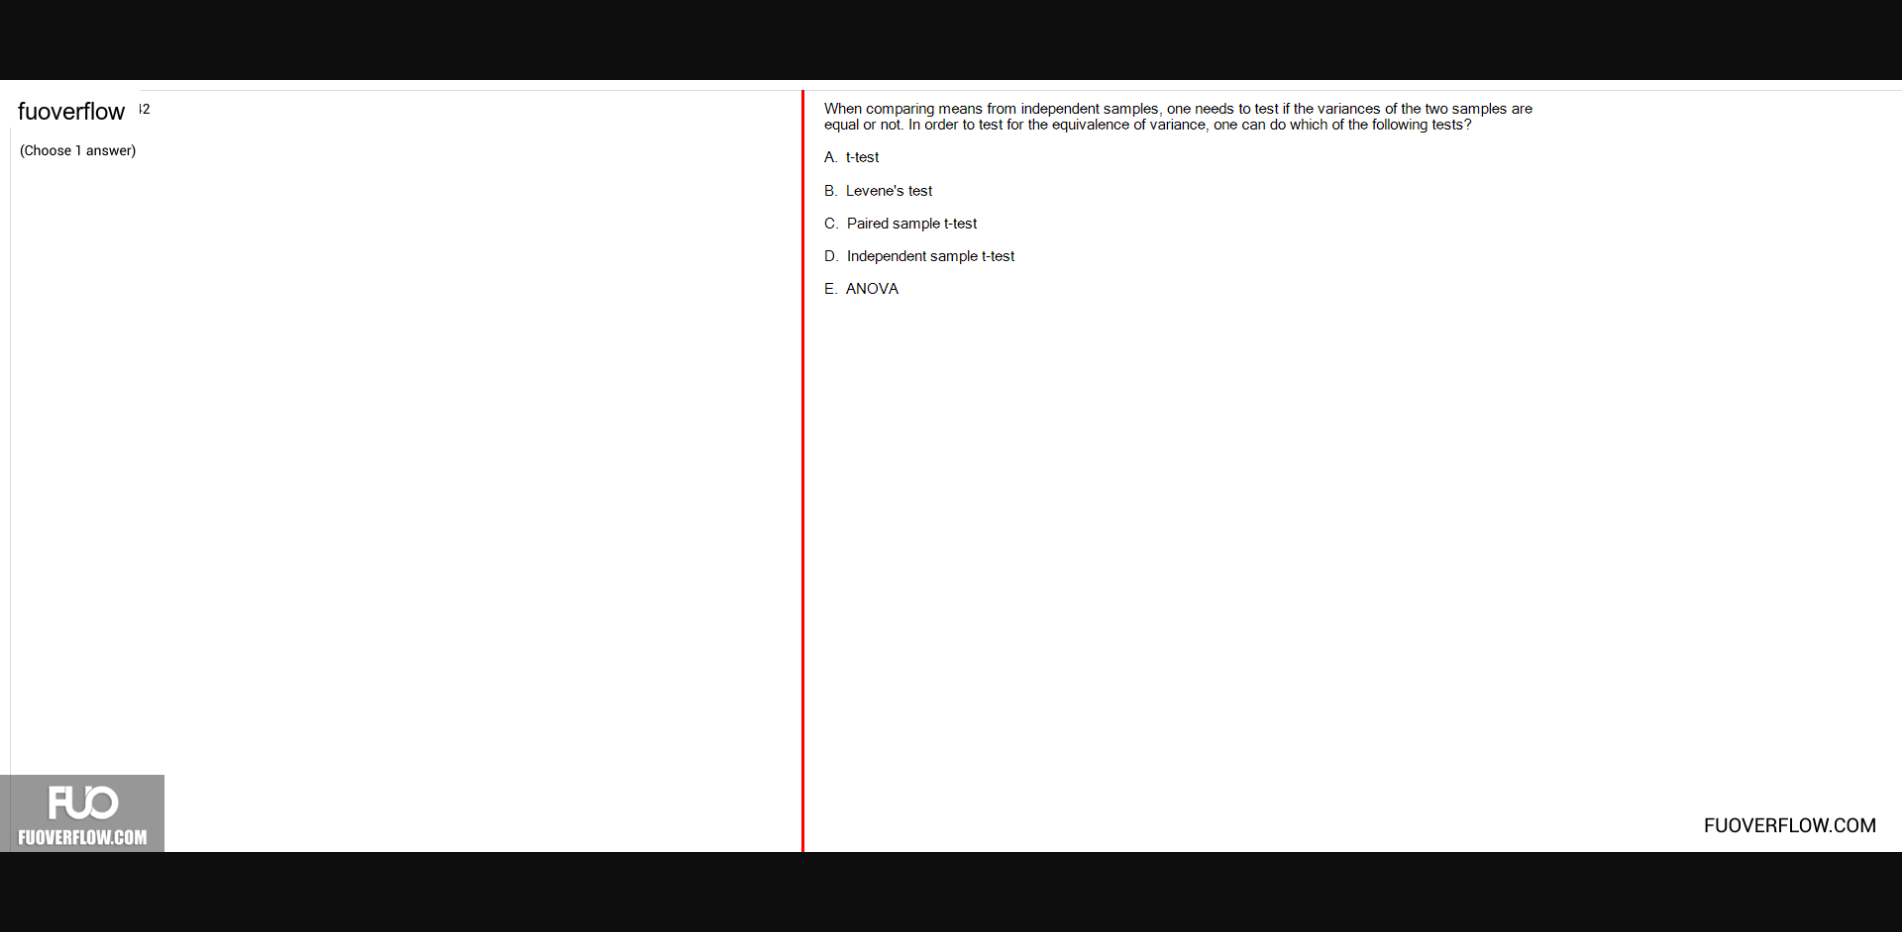 fuoverflow 42
(Choose 1 answer)
When comparing means from independent samples, one needs to test if the variances of the two samples are
equal or not. In order to test for the equivalence of variance, one can do which of the following tests?
A. t-test
B. Levene's test
C. Paired sample t-test
D. Independent sample t-test
E. ANOVA
FUO
FUOVERFLOW.COM
FUOVERFLOW.COM